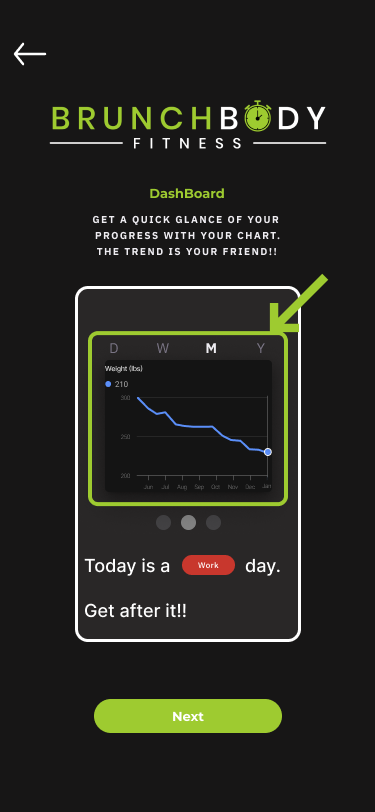 BRUNCHBODY
FITNESS
DashBoard
GET A QUICK GLANCE OF YOUR
PROGRESS WITH YOUR CHART.
THE TREND IS YOUR FRIEND!!
D W M Y
Weight (lbs)
210
300
250
200
Jun Jul Aug Sep Oct Nov Dec Jan
Today is a Work day.
Get after it!!
Next